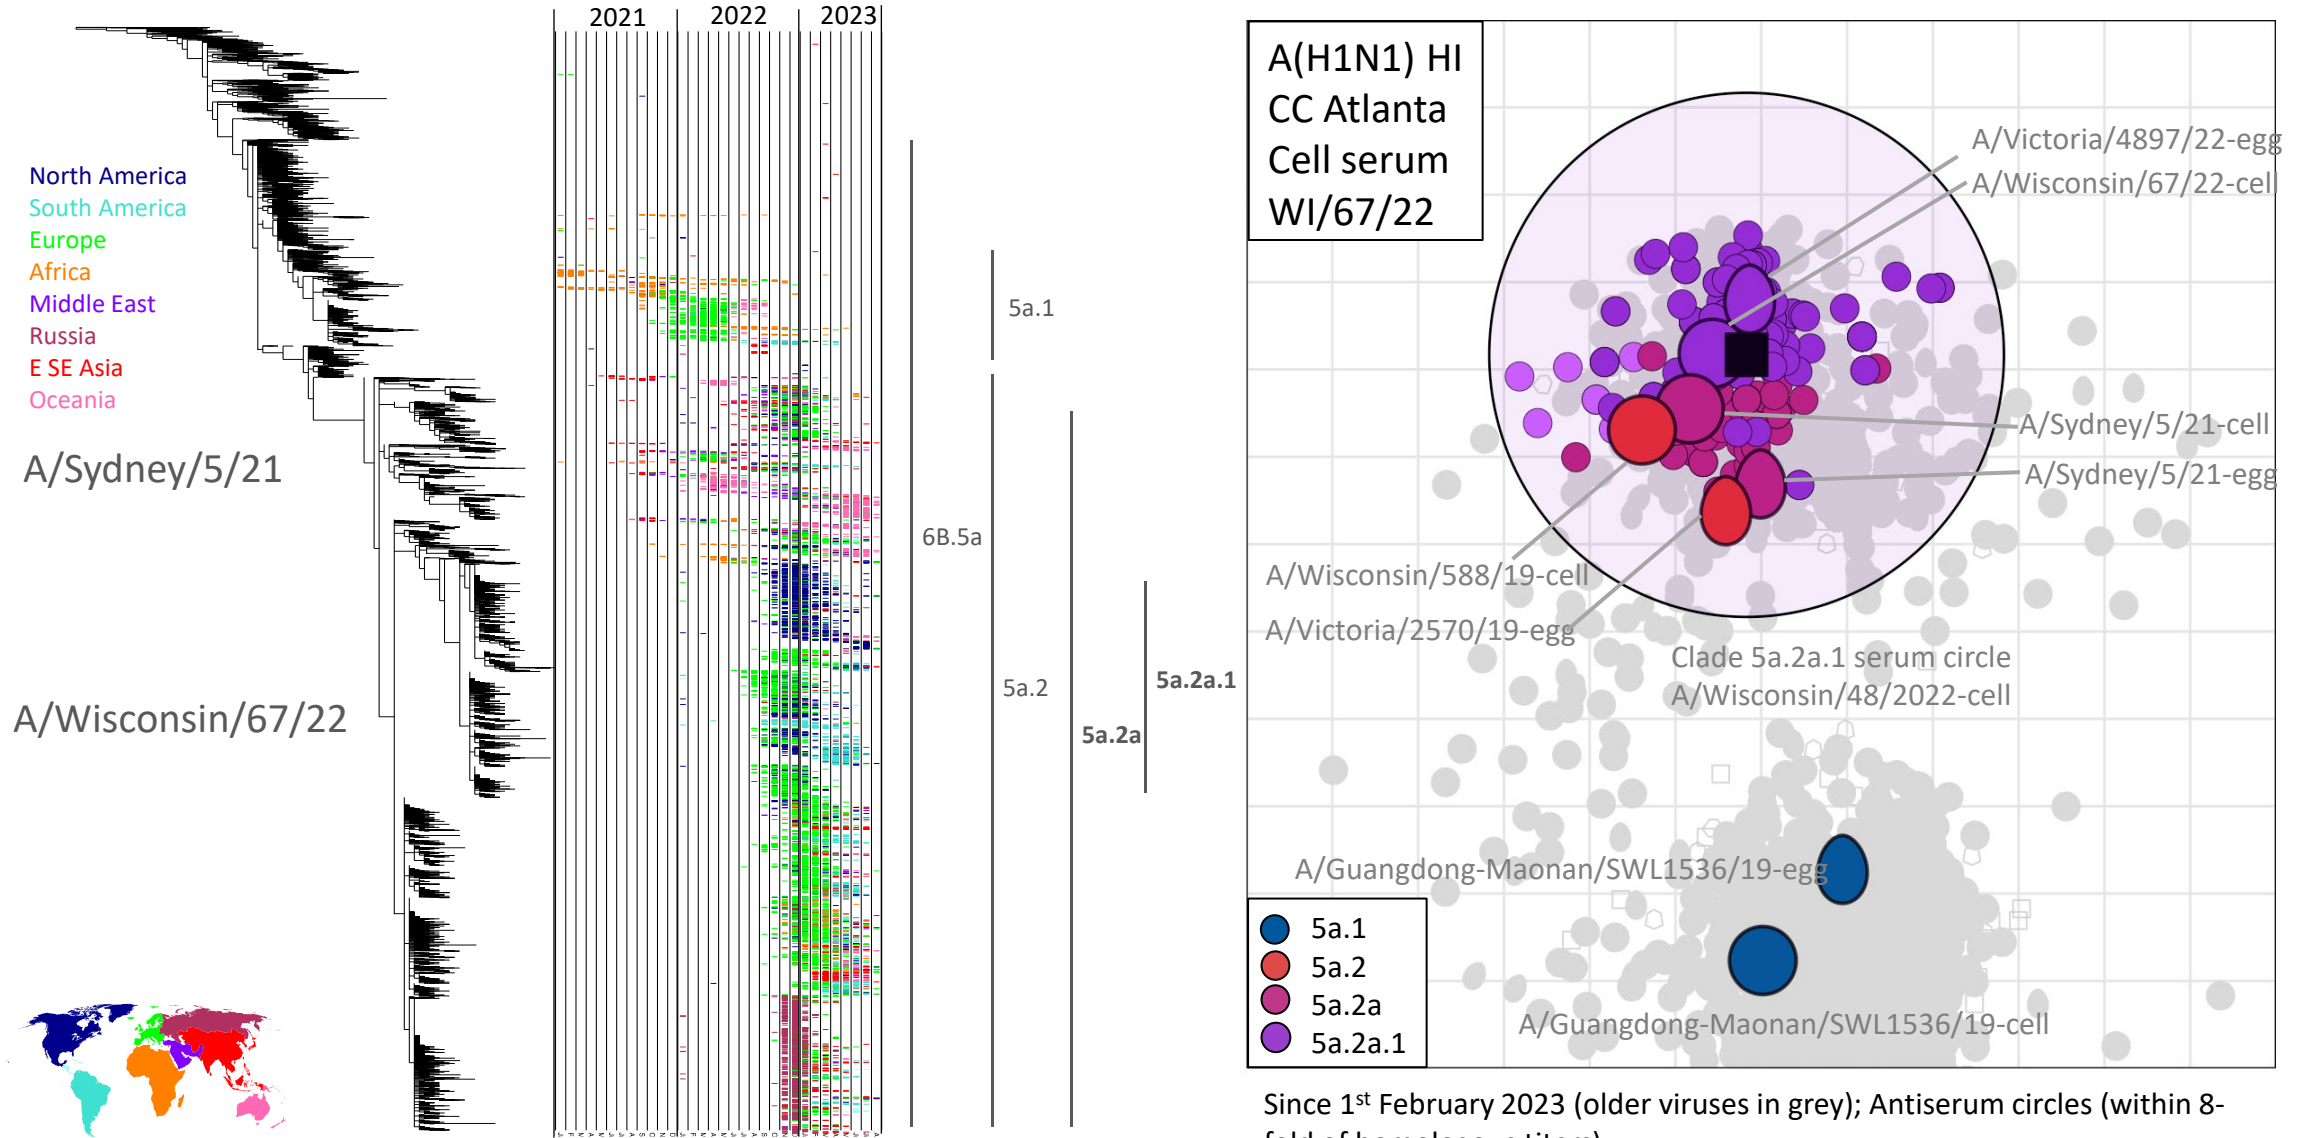 2021
2022
2023
North America
South America
Europe
Africa
Middle East
Russia
E SE Asia
Oceania
A/Sydney/5/21
A/Wisconsin/67/22
5a.1
6B.5a
5a.2
5a.2a
5a.2a.1
A(H1N1) HI
CC Atlanta
Cell serum
WI/67/22
A/Victoria/4897/22-egg
A/Wisconsin/67/22-cell
A/Sydney/5/21-cell
A/Sydney/5/21-egg
A/Wisconsin/588/19-cell
A/Victoria/2570/19-egg
Clade 5a.2a.1 serum circle
A/Wisconsin/48/2022-cell
A/Guangdong-Maonan/SWL1536/19-egg
A/Guangdong-Maonan/SWL1536/19-cell
5a.1
5a.2
5a.2a
5a.2a.1
Since 1st February 2023 (older viruses in grey); Antiserum circles (within 8-
fold of homologous titers)